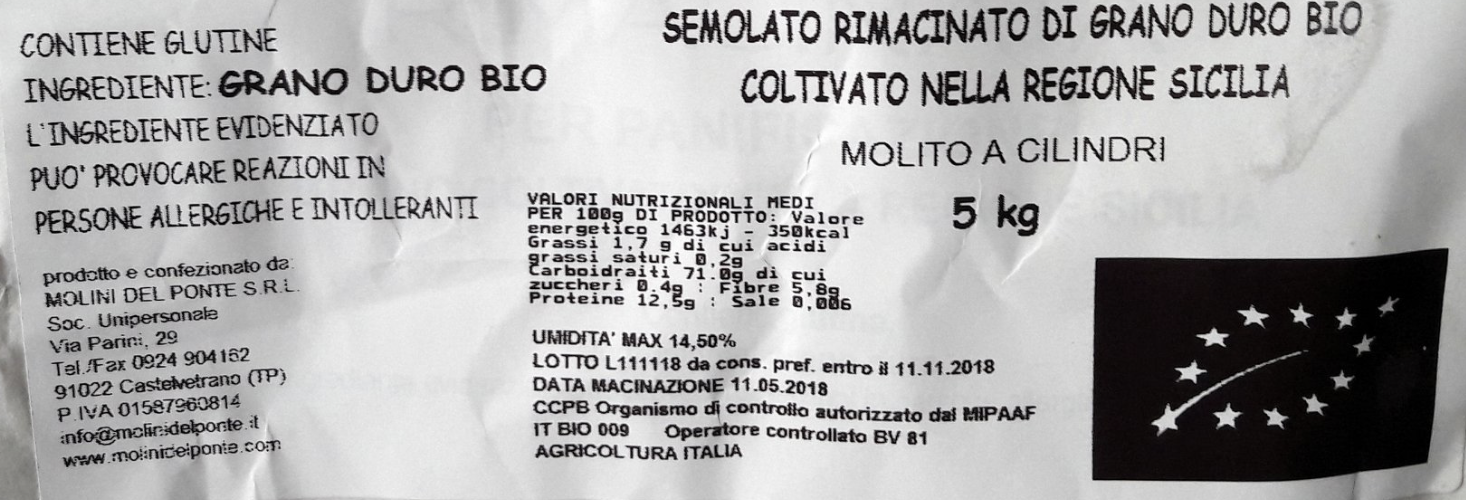 CONTIENE GLUTINE
INGREDIENTE: GRANO DURO BIO
L'INGREDIENTE EVIDENZIATO
PUO' PROVOCARE REAZIONI IN
PERSONE ALLERGICHE E INTOLLERANTI
prodotto e confezionato da:
MOLINI DEL PONTE S.R.L.
Soc. Unipersonale
Via Parini, 29
Tel./Fax 0924 904162
91022 Castelvetrano (TP)
P.IVA 01587960814
info@molinidelponte.it
www.molinidelponte.com
SEMOLATO RIMACINATO DI GRANO DURO BIO
COLTIVATO NELLA REGIONE SICILIA
MOLITO A CILINDRI
5 kg
VALORI NUTRIZIONALI MEDI
PER 100g DI PRODOTTO: Valore
energetico 1463kj - 350kcal
Grassi 1,7 g di cui acidi
grassi saturi 0,2g
Carboidraiti 71.0g di cui
zuccheri 0.4g : Fibre 5,8g
Proteine 12,5g : Sale 0,006
UMIDITA' MAX 14,50%
LOTTO L111118 da cons. pref. entro il 11.11.2018
DATA MACINAZIONE 11.05.2018
CCPB Organismo di controllo autorizzato dal MIPAAF
IT BIO 009 Operatore controllato BV 81
AGRICOLTURA ITALIA